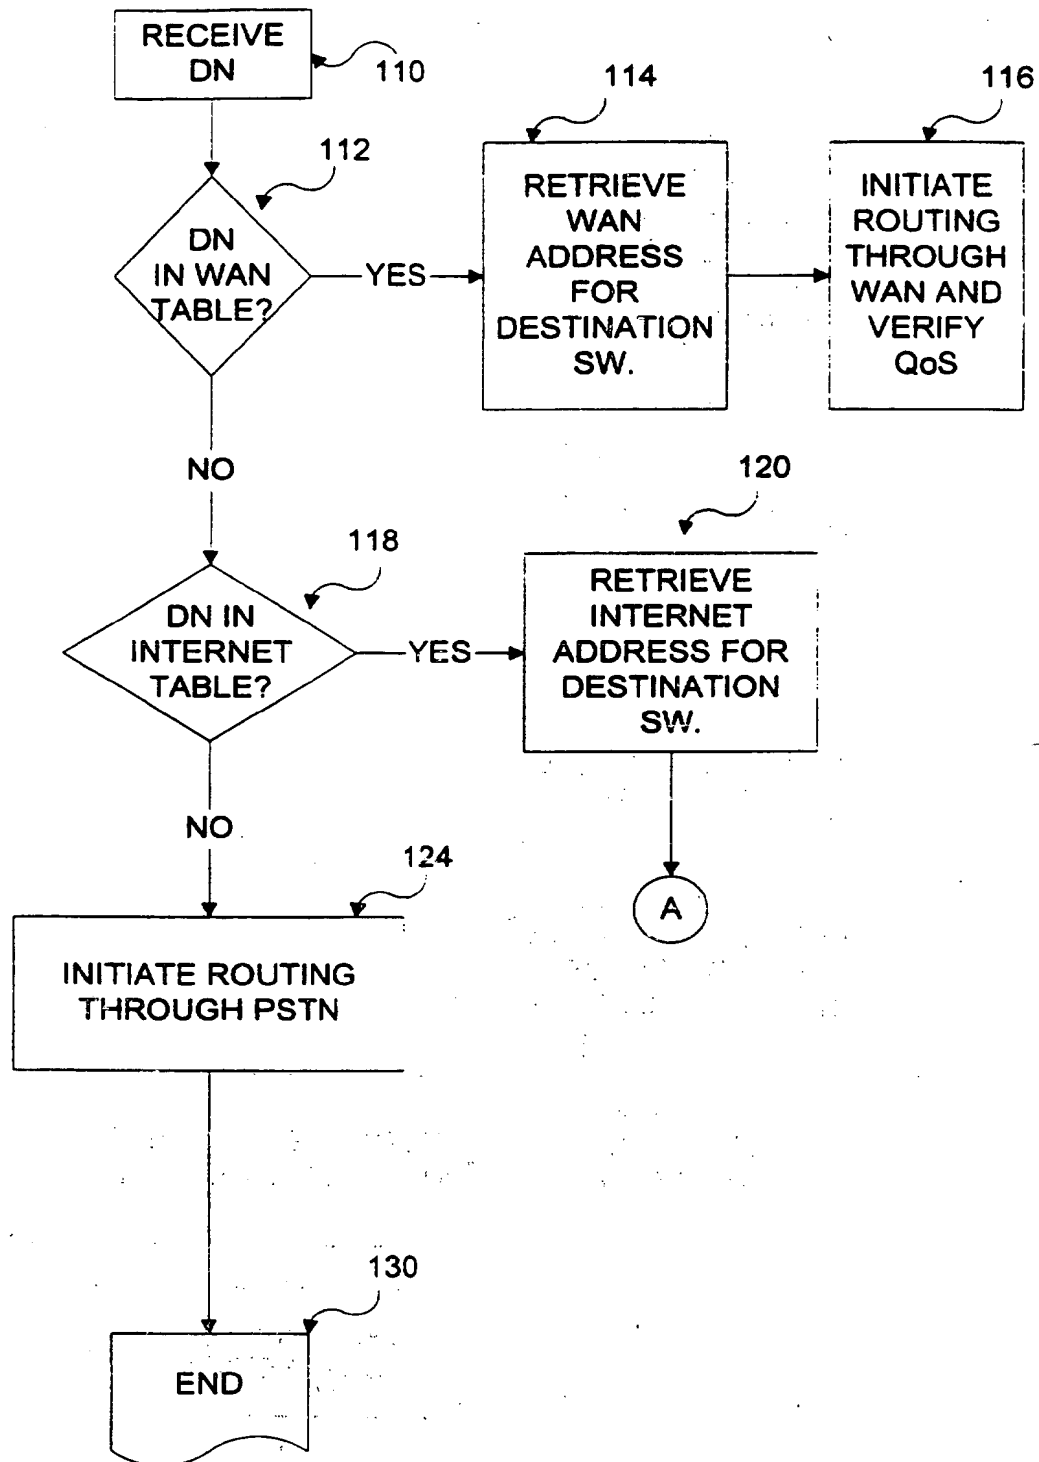 RECEIVE
DN
110
112
DN
IN WAN
TABLE?
YES
114
RETRIEVE
WAN
ADDRESS
FOR
DESTINATION
SW.
116
INITIATE
ROUTING
THROUGH
WAN AND
VERIFY
QoS
NO
118
DN IN
INTERNET
TABLE?
YES
120
RETRIEVE
INTERNET
ADDRESS FOR
DESTINATION
SW.
A
NO
124
INITIATE ROUTING
THROUGH PSTN
130
END